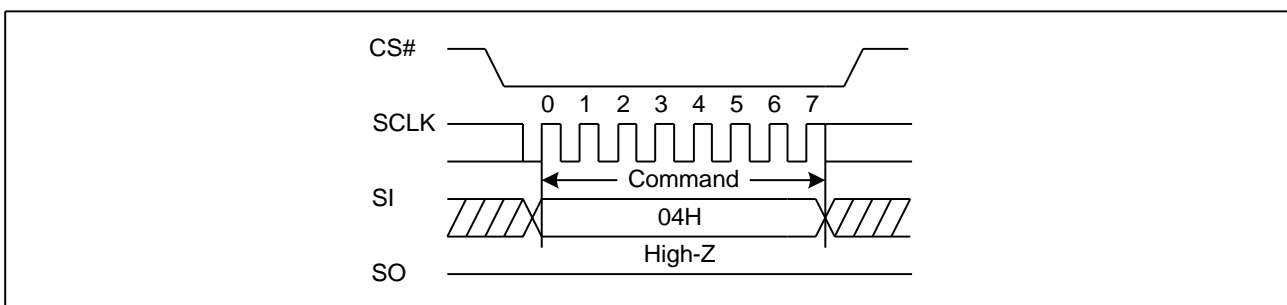 CS#
0 1 2 3 4 5 6 7
SCLK
Command
SI
04H
High-Z
SO